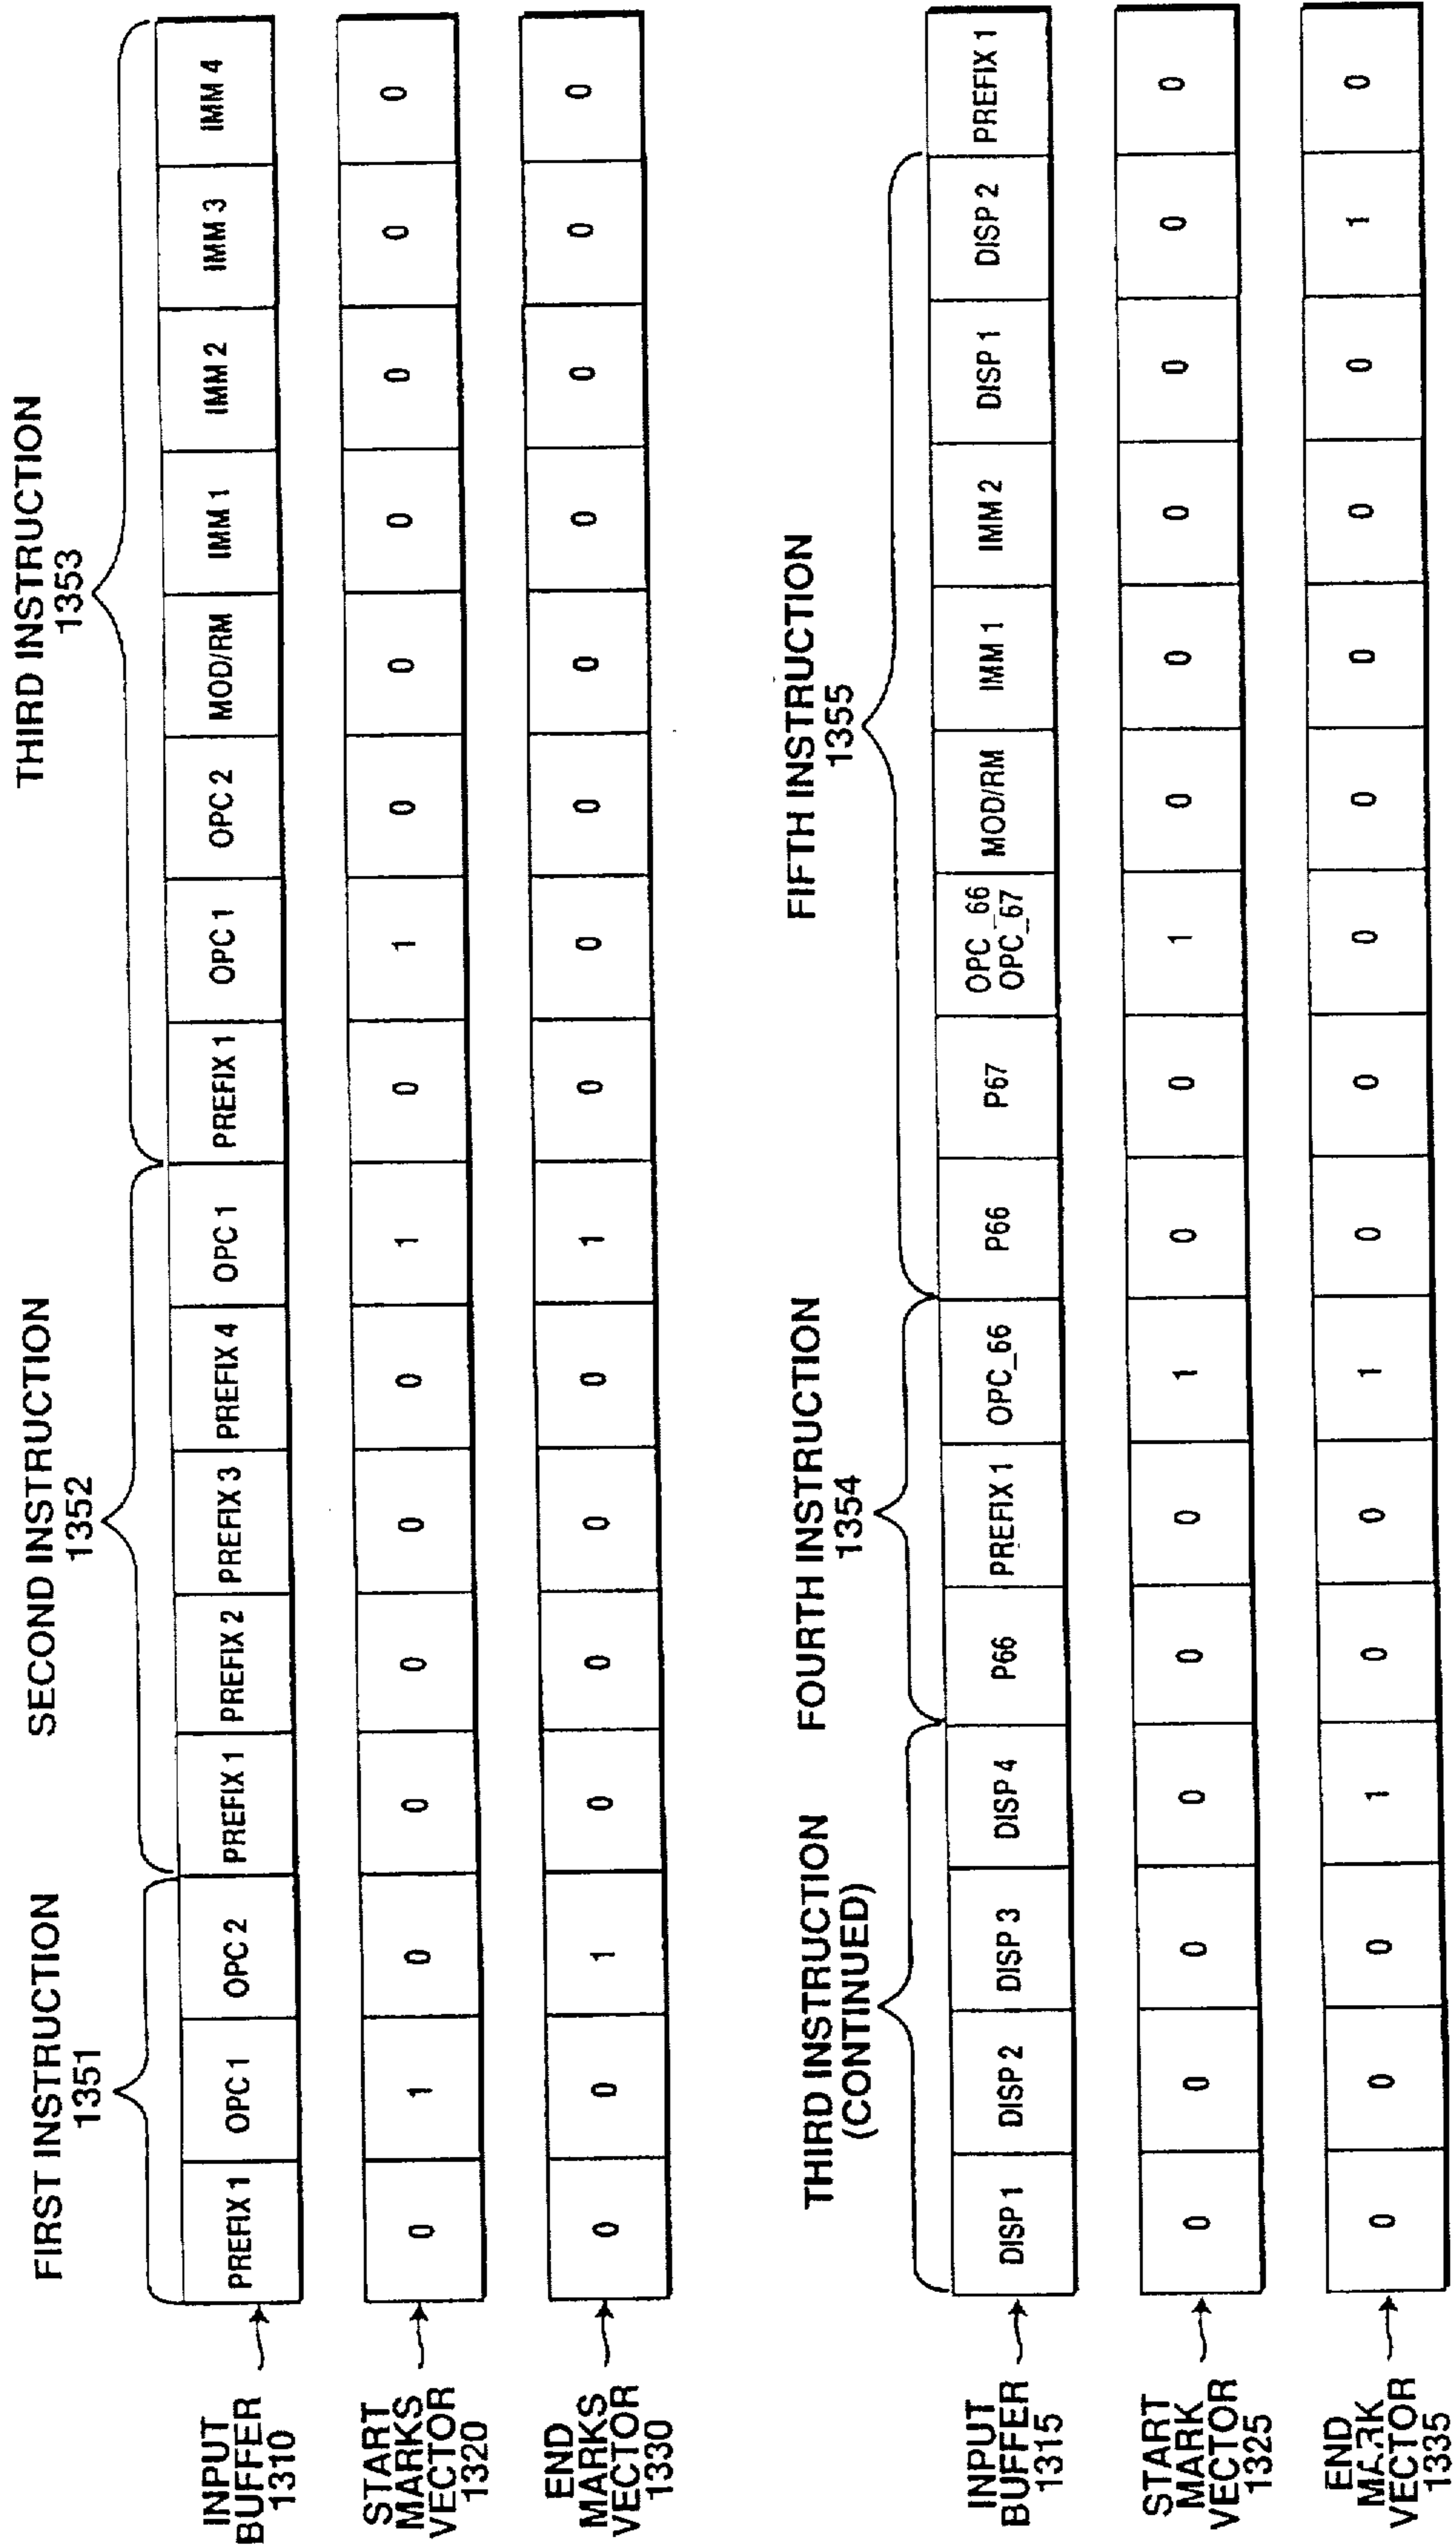 FIRST INSTRUCTION
1351
SECOND INSTRUCTION
1352
THIRD INSTRUCTION
1353
INPUT
BUFFER
1310
PREFIX 1 OPC 1 OPC 2 PREFIX 1 PREFIX 2 PREFIX 3 PREFIX 4 OPC 1 PREFIX 1 OPC 1 OPC 2 MOD/RM IMM 1 IMM 2 IMM 3 IMM 4
START
MARKS
VECTOR
1320
0 1 0 0 0 0 0 1 0 1 0 0 0 0 0 0
END
MARKS
VECTOR
1330
0 0 1 0 0 0 0 1 0 0 0 0 0 0 0 0
THIRD INSTRUCTION
(CONTINUED)
FOURTH INSTRUCTION
1354
FIFTH INSTRUCTION
1355
INPUT
BUFFER
1315
DISP 1 DISP 2 DISP 3 DISP 4 P66 PREFIX 1 OPC_66 P66 P67
OPC_66
OPC_67
MOD/RM IMM 1 IMM 2 DISP 1 DISP 2 PREFIX 1
START
MARK
VECTOR
1325
0 0 0 0 0 0 1 0 0 1 0 0 0 0 0 0
END
MARK
VECTOR
1335
0 0 0 1 0 0 1 0 0 0 0 0 0 0 1 0